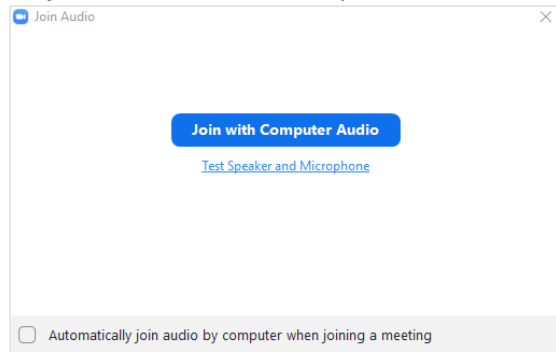 Join Audio
Join with Computer Audio
Test Speaker and Microphone
Automatically join audio by computer when joining a meeting